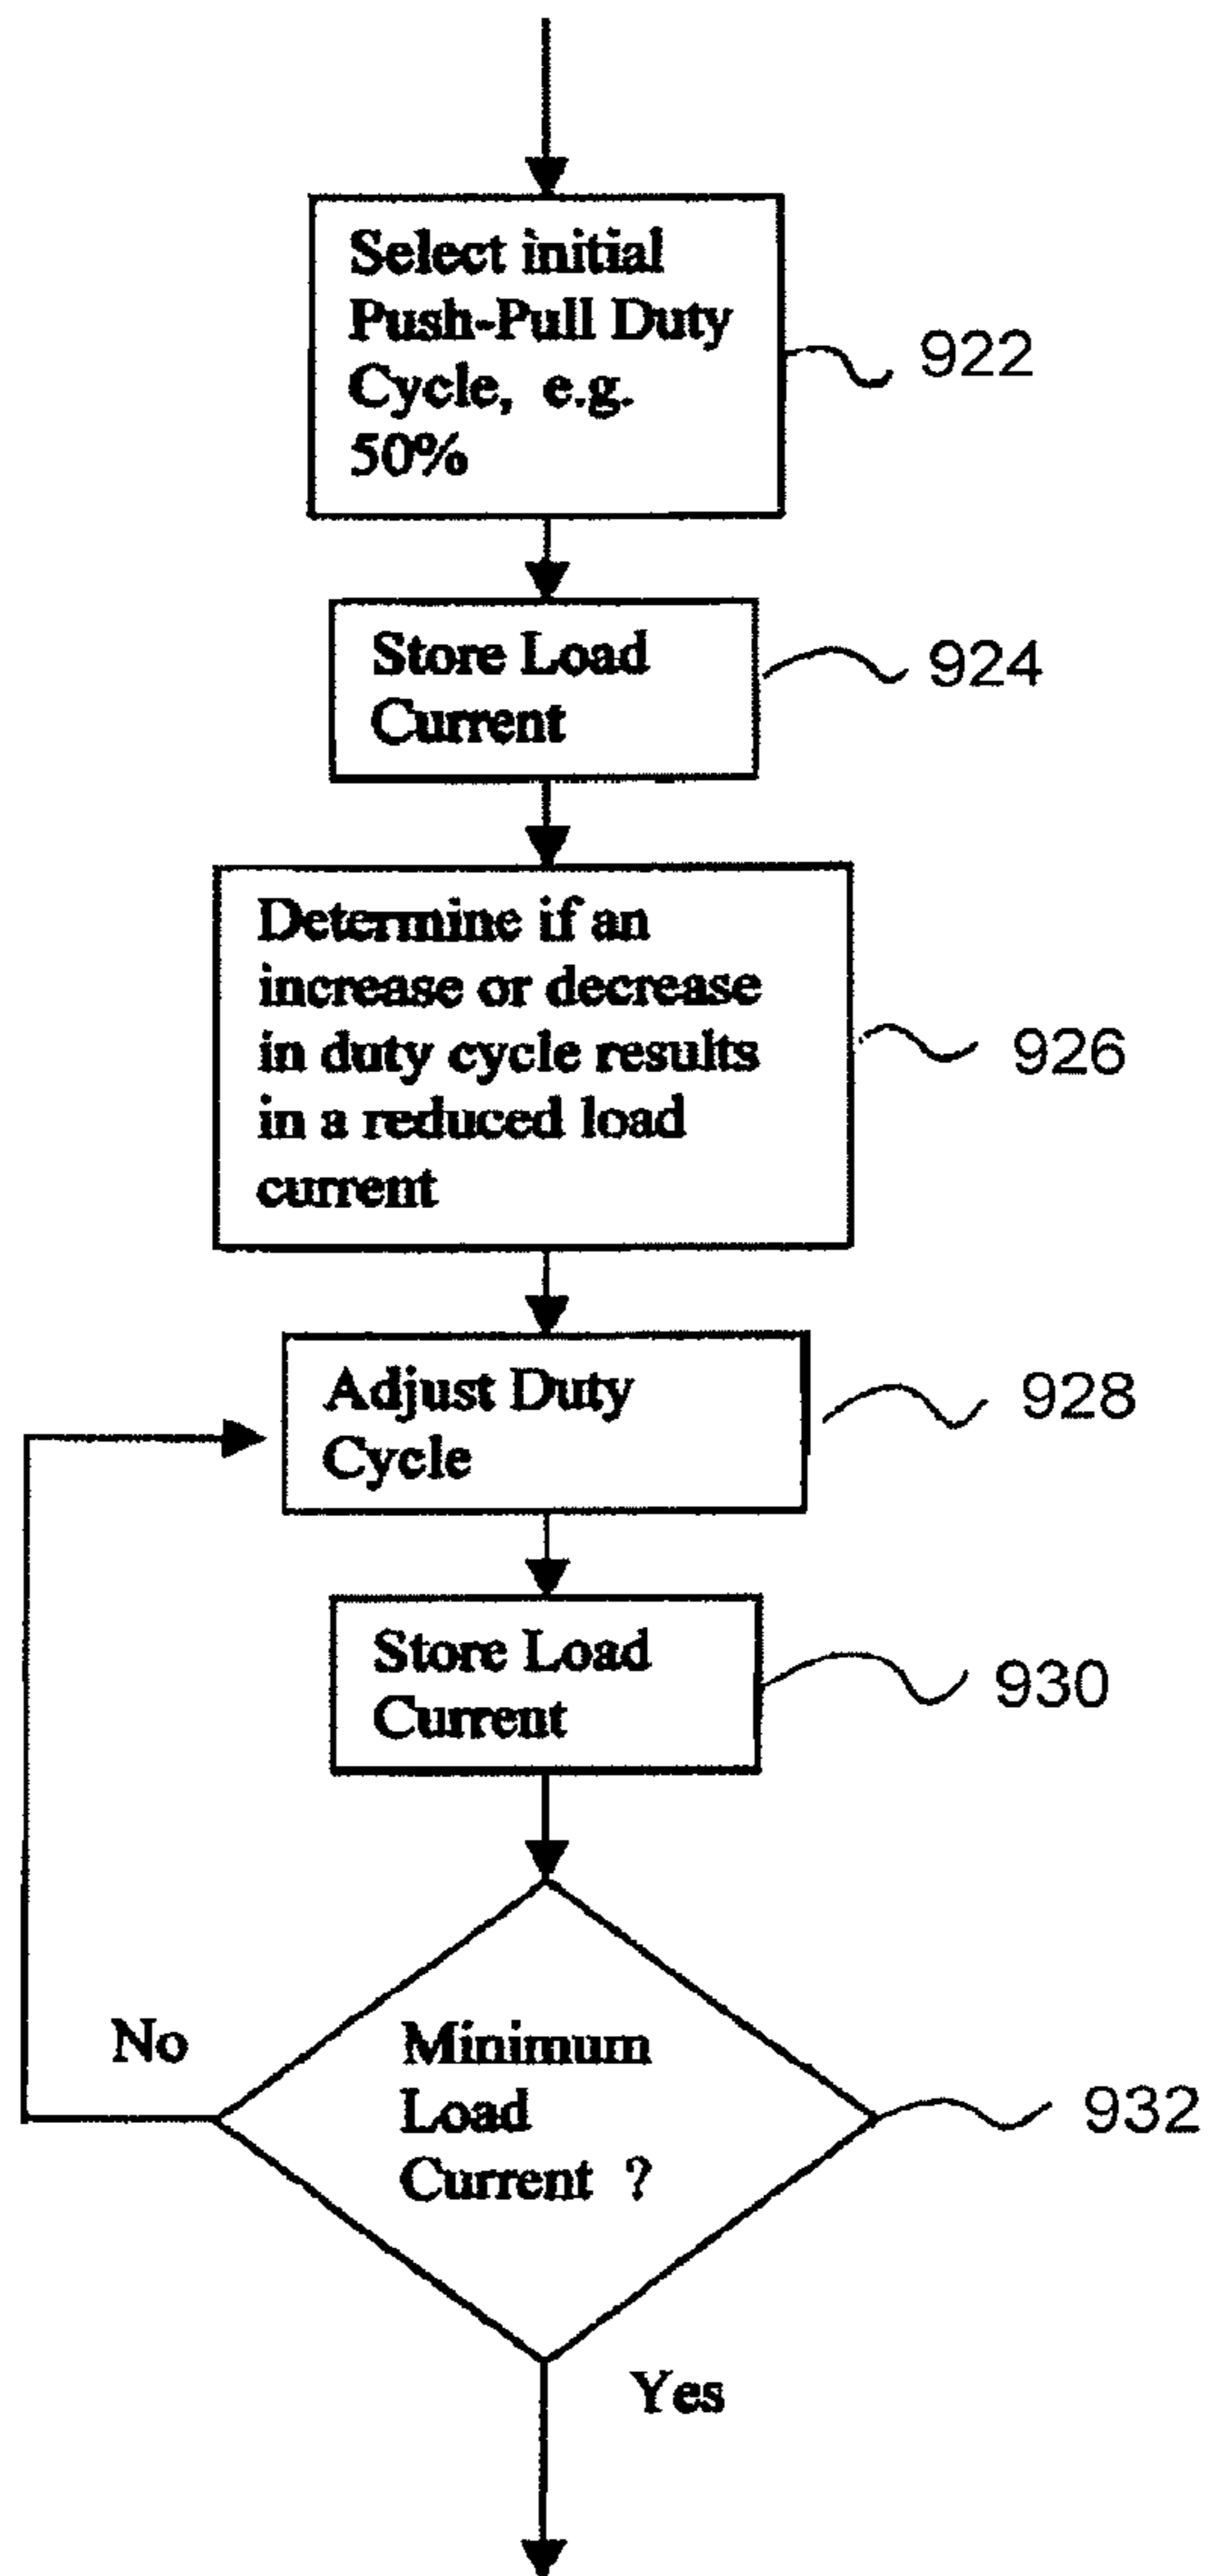 Select initial
Push-Pull Duty
Cycle, e.g.
50%
922
Store Load
Current
924
Determine if an
increase or decrease
in duty cycle results
in a reduced load
current
926
Adjust Duty
Cycle
928
Store Load
Current
930
No
Minimum
Load
Current ?
932
Yes